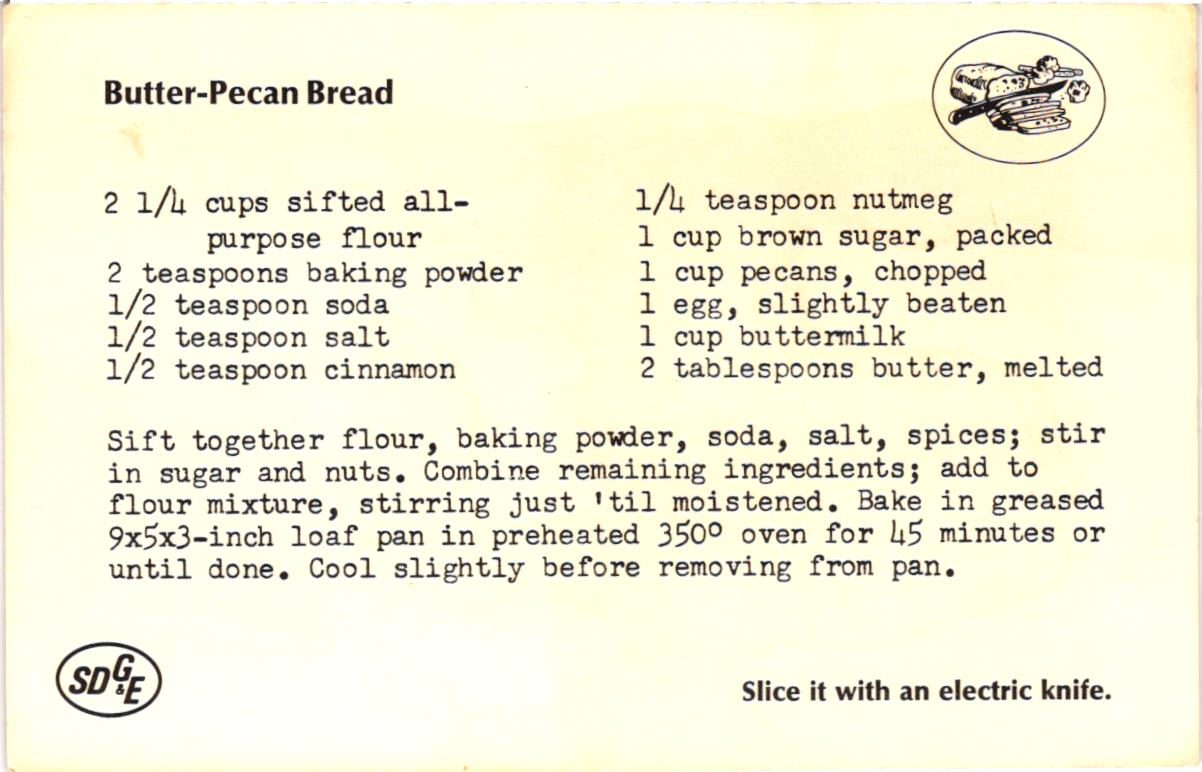 Butter-Pecan Bread
2 1/4 cups sifted all-
purpose flour
2 teaspoons baking powder
1/2 teaspoon soda
1/2 teaspoon salt
1/2 teaspoon cinnamon
1/4 teaspoon nutmeg
1 cup brown sugar, packed
1 cup pecans, chopped
1 egg, slightly beaten
1 cup buttermilk
2 tablespoons butter, melted
Sift together flour, baking powder, soda, salt, spices; stir
in sugar and nuts. Combine remaining ingredients; add to
flour mixture, stirring just 'til moistened. Bake in greased
9x5x3-inch loaf pan in preheated 350° oven for 45 minutes or
until done. Cool slightly before removing from pan.
SDG&E
Slice it with an electric knife.